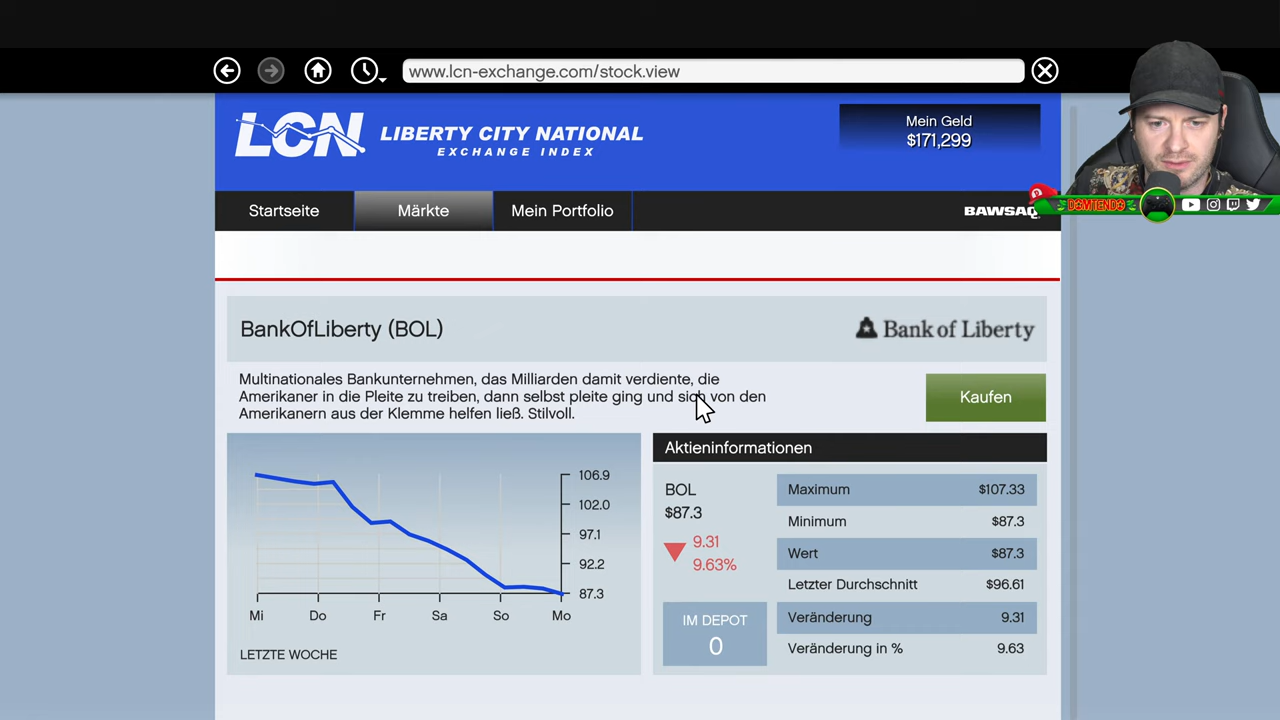 www.lcn-exchange.com/stock.view
LCN LIBERTY CITY NATIONAL
EXCHANGE INDEX
Mein Geld
$171,299
Startseite
Märkte
Mein Portfolio
BAWSAQ
DOMTENDO
BankOfLiberty (BOL)
Bank of Liberty
Multinationales Bankunternehmen, das Milliarden damit verdiente, die
Amerikaner in die Pleite zu treiben, dann selbst pleite ging und sich von den
Amerikanern aus der Klemme helfen ließ. Stilvoll.
Kaufen
106.9
102.0
97.1
92.2
87.3
Mi Do Fr Sa So Mo
LETZTE WOCHE
Aktieninformationen
BOL
$87.3
9.31
9.63%
IM DEPOT
0
Maximum $107.33
Minimum $87.3
Wert $87.3
Letzter Durchschnitt $96.61
Veränderung 9.31
Veränderung in % 9.63